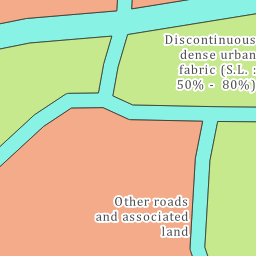 Discontinuous
dense urban
fabric (S.L. :
50% - 80%)
Other roads
and associated
land